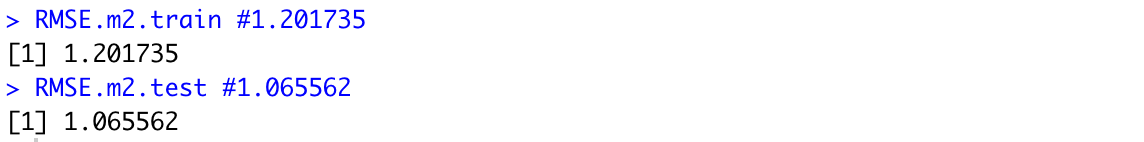 > RMSE.m2.train #1.201735
[1] 1.201735
> RMSE.m2.test #1.065562
[1] 1.065562